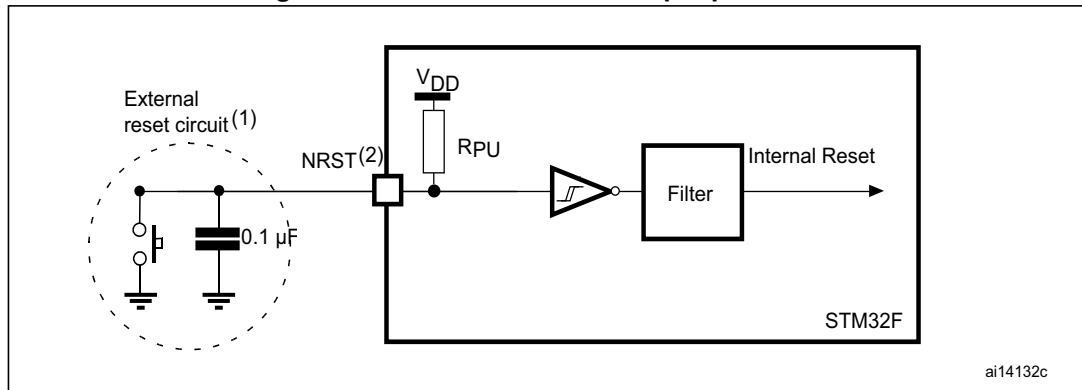 External
reset circuit(1)
NRST(2)
VDD
RPU
0.1 µF
Filter
Internal Reset
STM32F
ai14132c